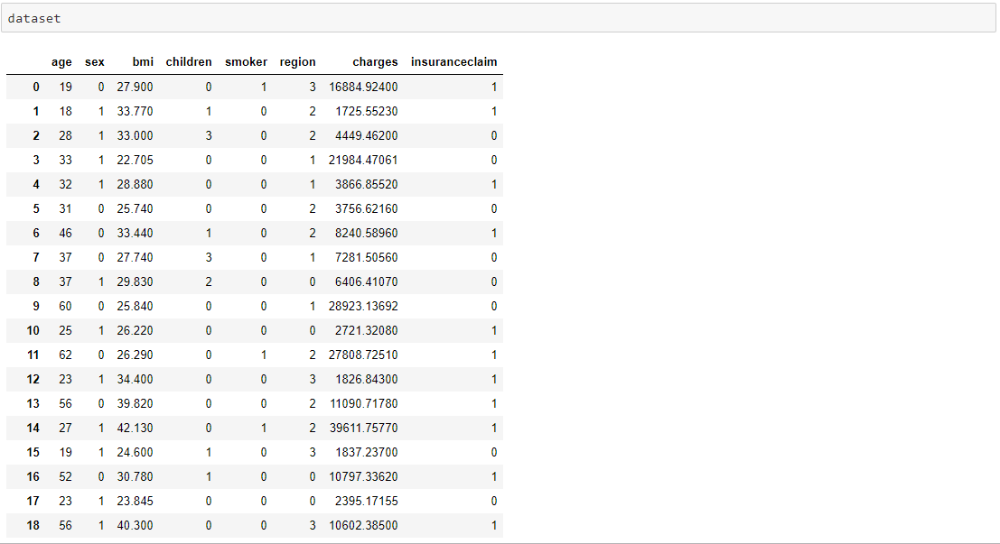 dataset
age sex bmi children smoker region charges insuranceclaim
0 19 0 27.900 0 1 3 16884.92400 1
1 18 1 33.770 1 0 2 1725.55230 1
2 28 1 33.000 3 0 2 4449.46200 0
3 33 1 22.705 0 0 1 21984.47061 0
4 32 1 28.880 0 0 1 3866.85520 1
5 31 0 25.740 0 0 2 3756.62160 0
6 46 0 33.440 1 0 2 8240.58960 1
7 37 0 27.740 3 0 1 7281.50560 0
8 37 1 29.830 2 0 0 6406.41070 0
9 60 0 25.840 0 0 1 28923.13692 0
10 25 1 26.220 0 0 0 2721.32080 1
11 62 0 26.290 0 1 2 27808.72510 1
12 23 1 34.400 0 0 3 1826.84300 1
13 56 0 39.820 0 0 2 11090.71780 1
14 27 1 42.130 0 1 2 39611.75770 1
15 19 1 24.600 1 0 3 1837.23700 0
16 52 0 30.780 1 0 0 10797.33620 1
17 23 1 23.845 0 0 0 2395.17155 0
18 56 1 40.300 0 0 3 10602.38500 1